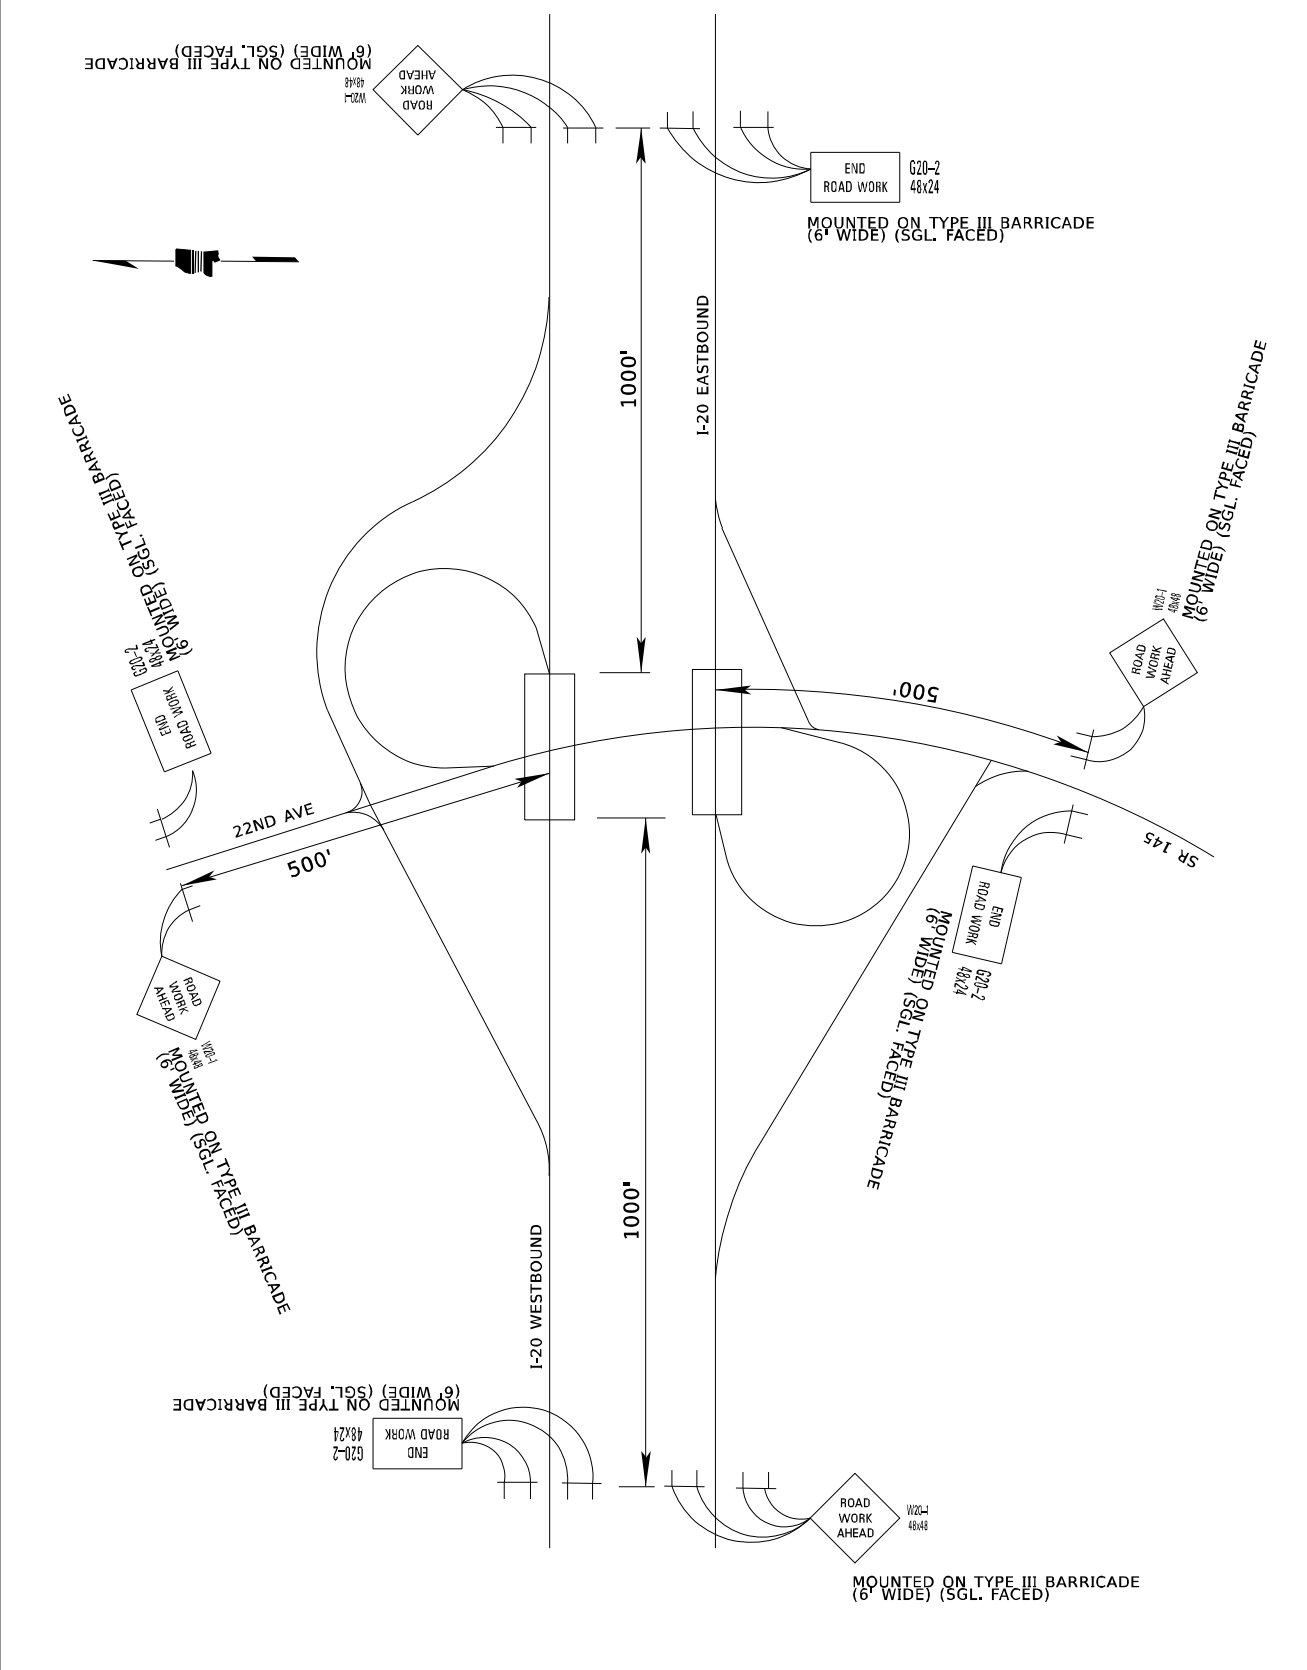 MOUNTED ON TYPE III BARRICADE
(6' WIDE) (SGL. FACED)
W20-1
48x48
ROAD
WORK
AHEAD
END
ROAD WORK
G20-2
48x24
MOUNTED ON TYPE III BARRICADE
(6' WIDE) (SGL. FACED)
1000'
I-20 EASTBOUND
MOUNTED ON TYPE III BARRICADE
(6' WIDE) (SGL. FACED)
G20-2
48x24
END
ROAD WORK
MOUNTED ON TYPE III BARRICADE
(6' WIDE) (SGL. FACED)
W20-1
48x48
ROAD
WORK
AHEAD
500'
22ND AVE
500'
SR 145
ROAD
WORK
AHEAD
W20-1
48x48
MOUNTED ON TYPE III BARRICADE
(6' WIDE) (SGL. FACED)
END
ROAD WORK
G20-2
48x24
MOUNTED ON TYPE III BARRICADE
(6' WIDE) (SGL. FACED)
1000'
I-20 WESTBOUND
MOUNTED ON TYPE III BARRICADE
(6' WIDE) (SGL. FACED)
G20-2
48x24
END
ROAD WORK
ROAD
WORK
AHEAD
W20-1
48x48
MOUNTED ON TYPE III BARRICADE
(6' WIDE) (SGL. FACED)